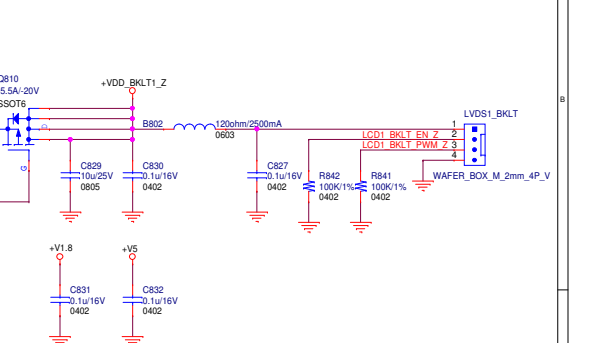 Q810
5.5A/-20V
SSOT6
D
G
+VDD_BKLT1_Z
B802
120ohm/2500mA
0603
C829
10u/25V
0805
C830
0.1u/16V
0402
C827
0.1u/16V
0402
R842
100K/1%
0402
R841
100K/1%
0402
LCD1_BKLT_EN_Z
LCD1_BKLT_PWM_Z
LVDS1_BKLT
1
2
3
4
WAFER_BOX_M_2mm_4P_V
B
+V1.8
C831
0.1u/16V
0402
+V5
C832
0.1u/16V
0402